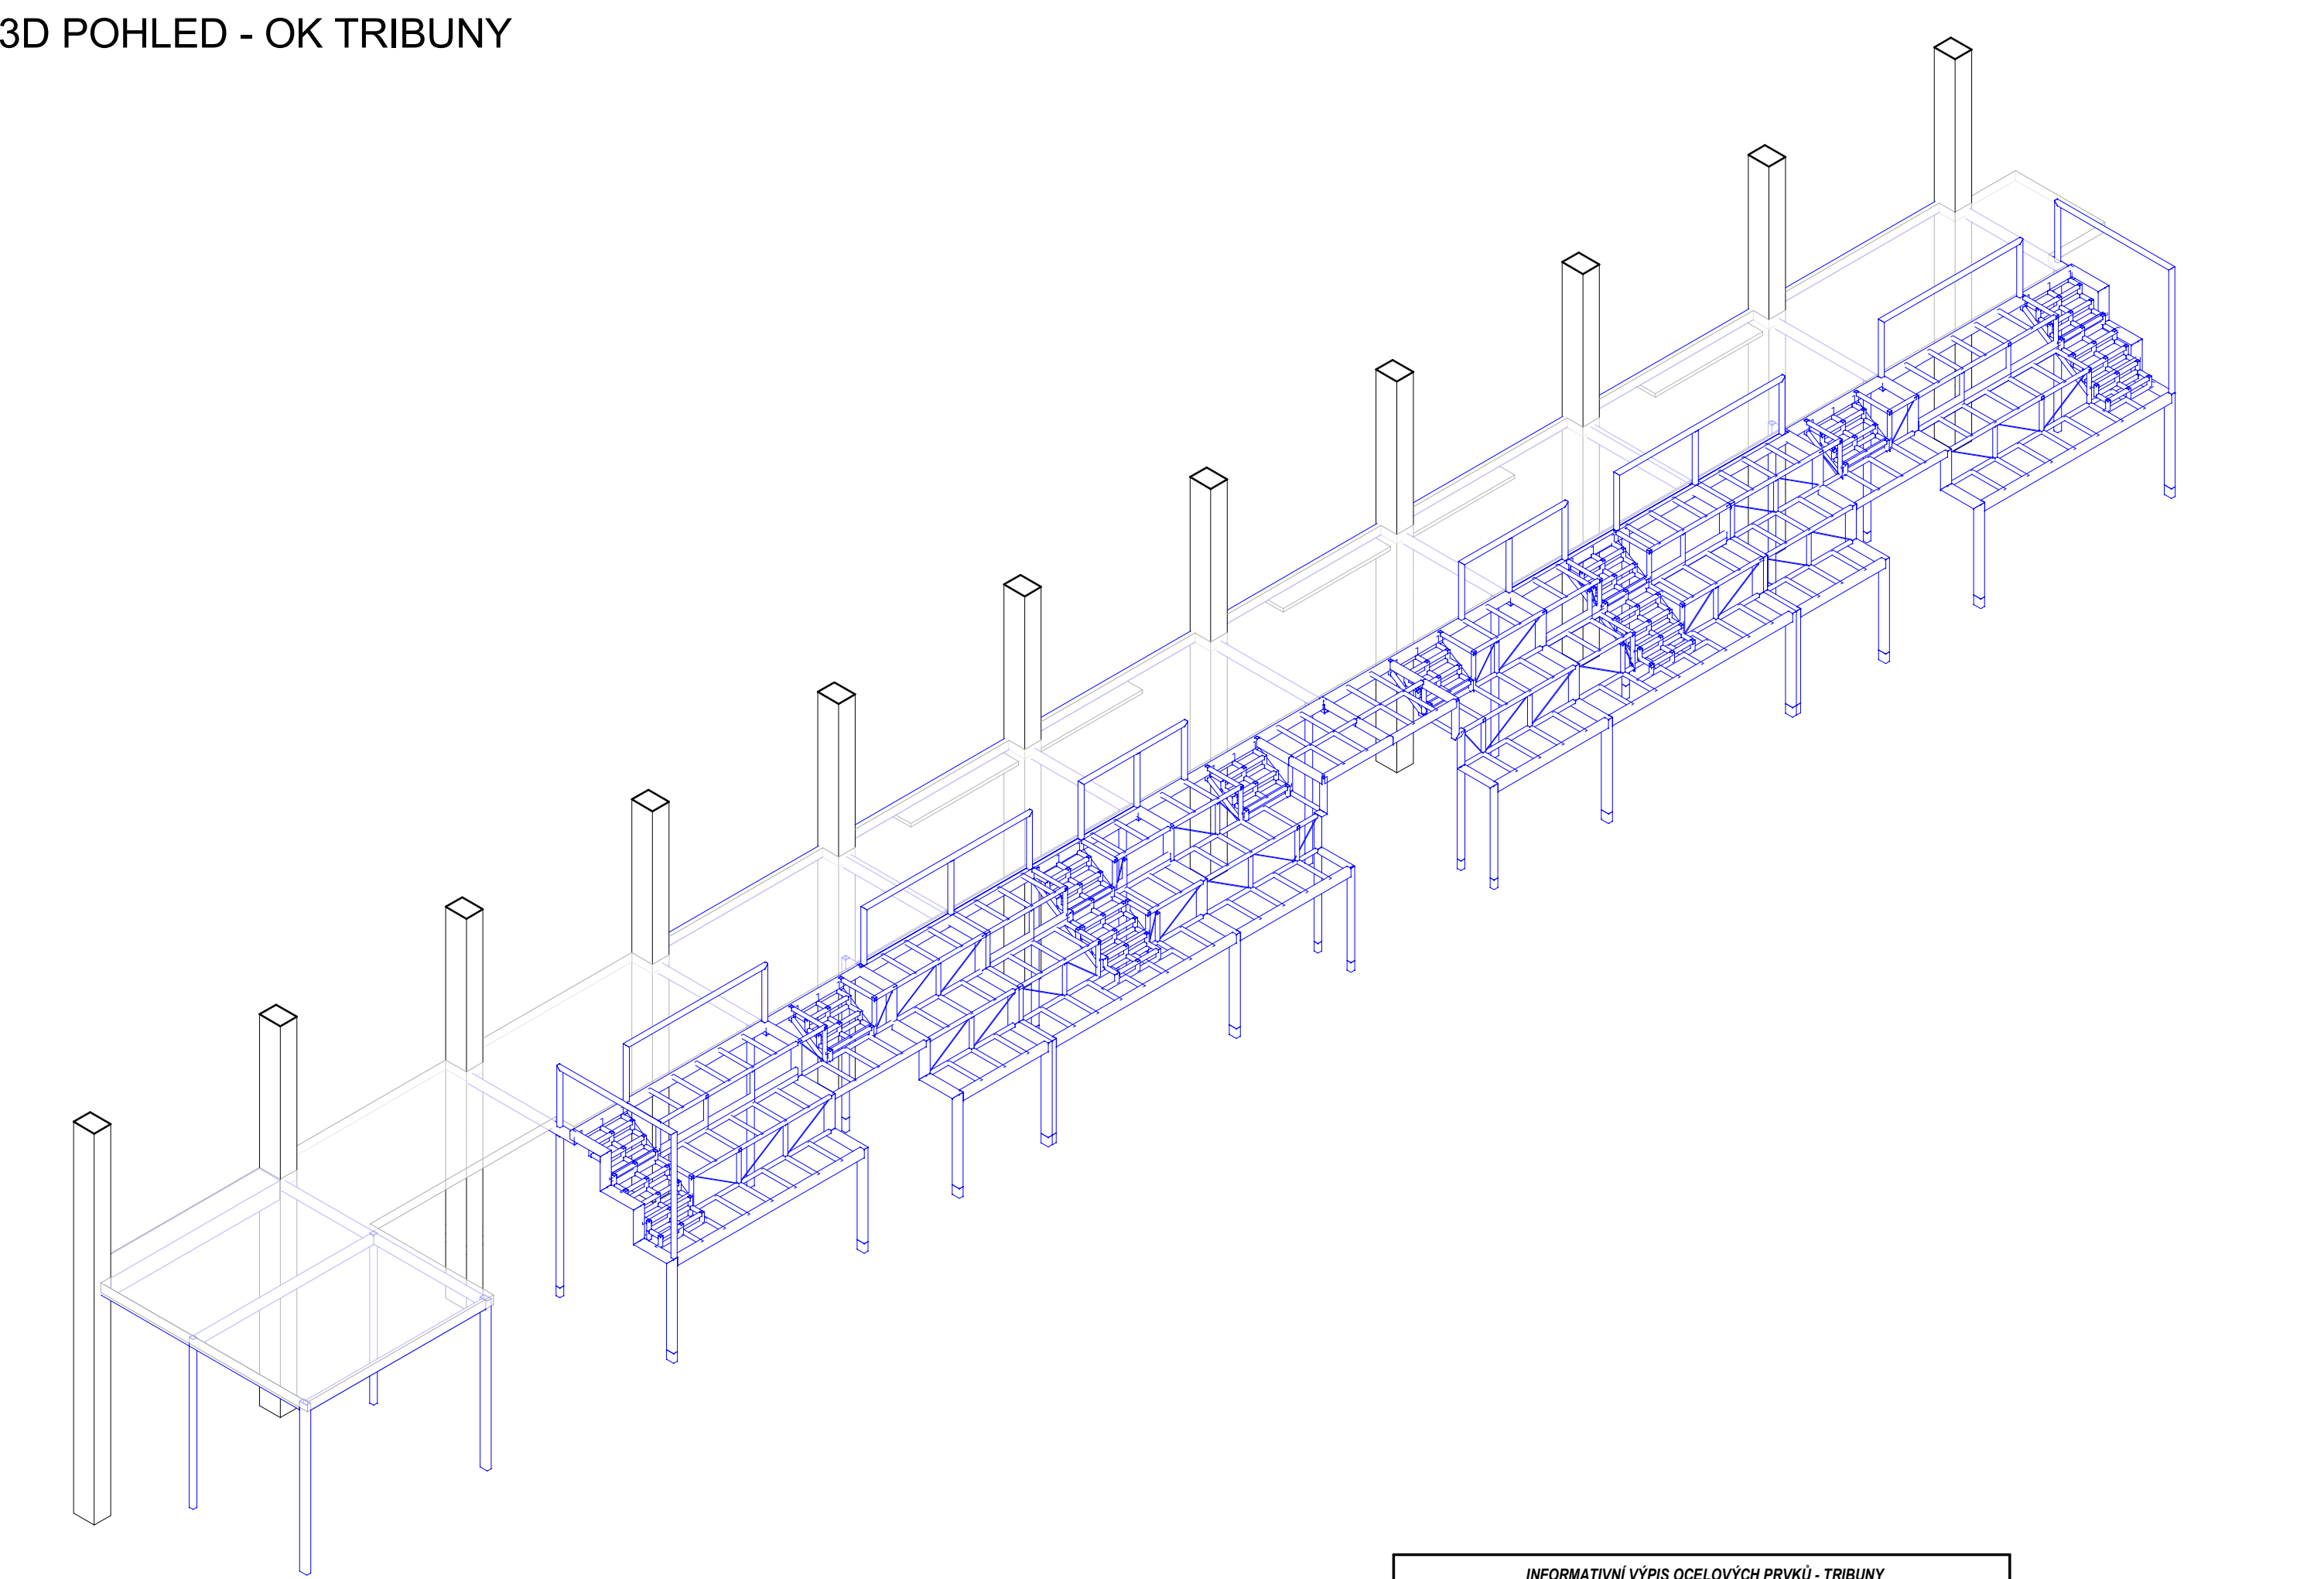 3D POHLED - OK TRIBUNY
INFORMATIVNÍ VÝPIS OCELOVÝCH PRVKŮ - TRIBUNY